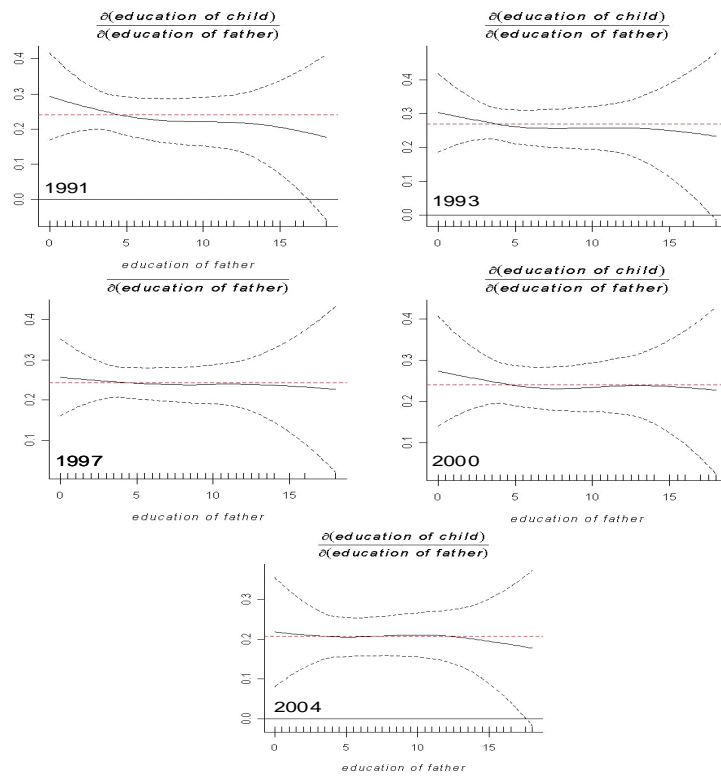 ∂(education of child)
∂(education of father)
0.4
0.3
0.2
0.1
0.0
1991
0 5 10 15
education of father
∂(education of child)
∂(education of father)
0.4
0.3
0.2
0.1
0.0
1993
0 5 10 15
∂(education of father)
0.4
0.3
0.2
0.1
1997
0 5 10 15
education of father
∂(education of child)
∂(education of father)
0.4
0.3
0.2
0.1
2000
0 5 10 15
education of father
∂(education of child)
∂(education of father)
0.3
0.2
0.1
0.0
2004
0 5 10 15
education of father